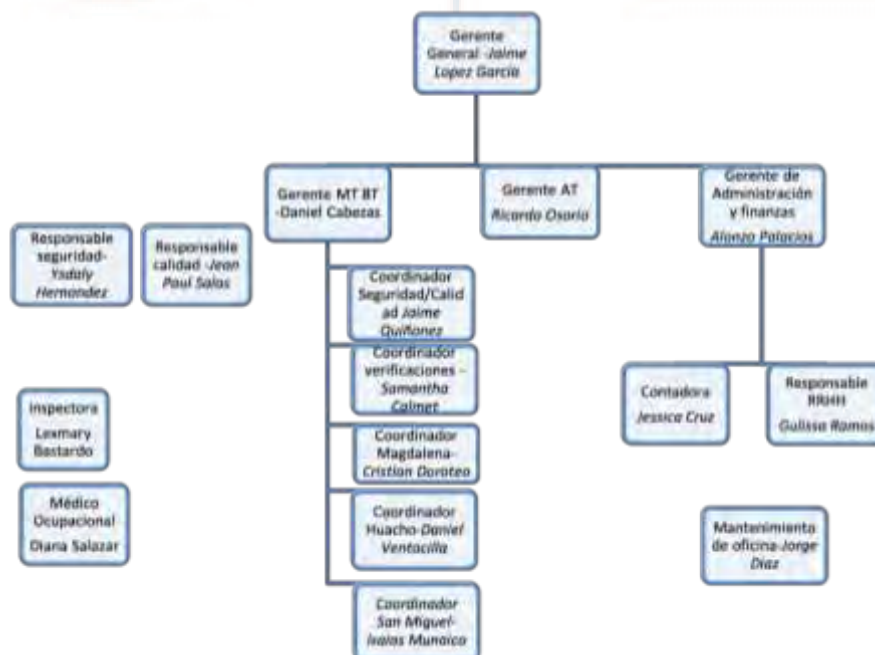 Gerente
General -Jaime
Lopez Garcia
Gerente MT BT
-Daniel Cabezas
Gerente AT
Ricardo Osorio
Gerente de
Administración
y finanzas
Alonzo Palacios
Responsable
seguridad-
Ysdaly
Hernandez
Responsable
calidad -Jean
Paul Salas
Coordinador
Seguridad/Calid
ad Jaime
Quiñonez
Coordinador
verificaciones -
Samantha
Calmet
Coordinador
Magdalena-
Cristian Doroteo
Coordinador
Huacho-Daniel
Ventocilla
Coordinador
San Miguel-
Isaias Munaico
Contadora
Jessica Cruz
Responsable
RRHH
Gulissa Ramos
Inspectora
Lexmary
Bastardo
Médico
Ocupacional
Diana Salazar
Mantenimiento
de oficina-Jorge
Diaz